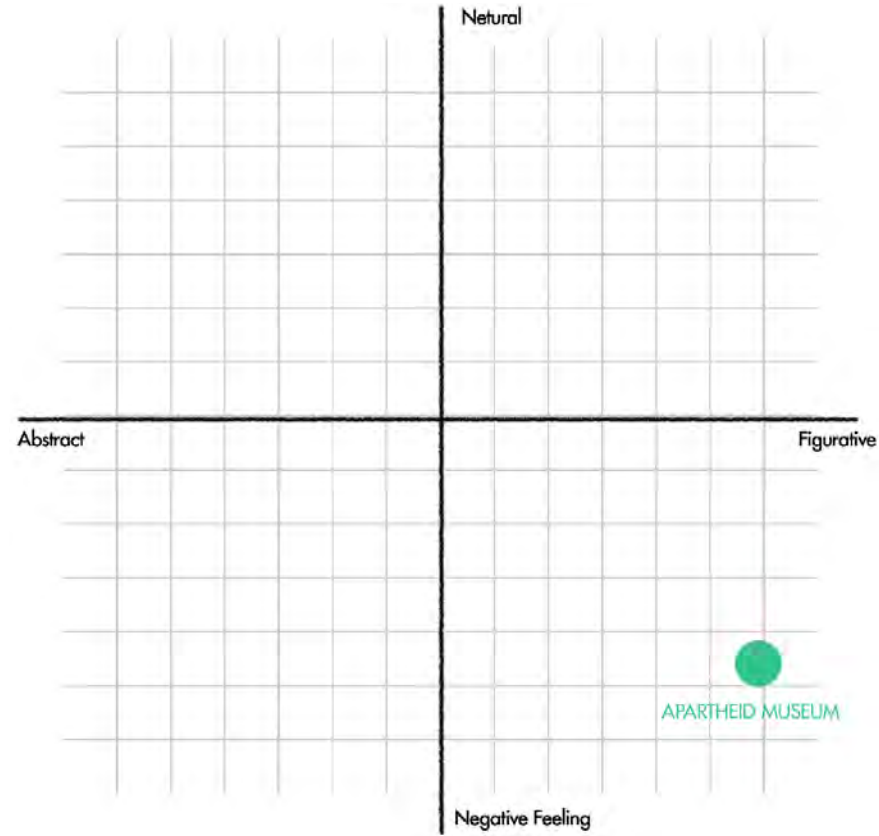 Netural
Abstract
Figurative
APARTHEID MUSEUM
Negative Feeling